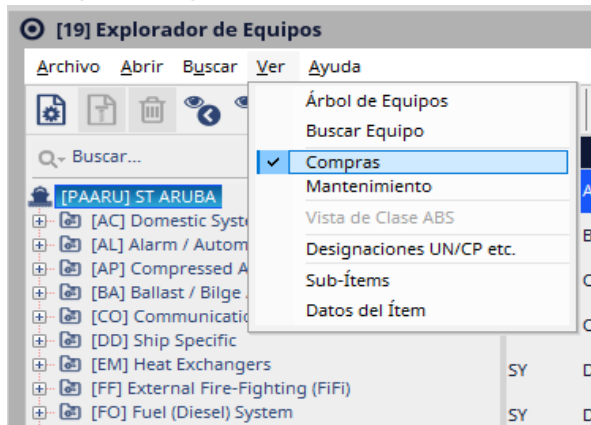 [19] Explorador de Equipos
Archivo Abrir Buscar Ver Ayuda
Árbol de Equipos
Buscar Equipo
Compras
Mantenimiento
Vista de Clase ABS
Designaciones UN/CP etc.
Sub-Ítems
Datos del Ítem
Buscar...
[PAARU] ST ARUBA
[AC] Domestic
[AL] Alarm / Autom
[AP] Compressed A
[BA] Ballast / Bilge
[CO] Communicatio
[DD] Ship Specific
[EM] Heat Exchangers
[FF] External Fire-Fighting (FiFi)
[FO] Fuel (Diesel) System
SY
SY